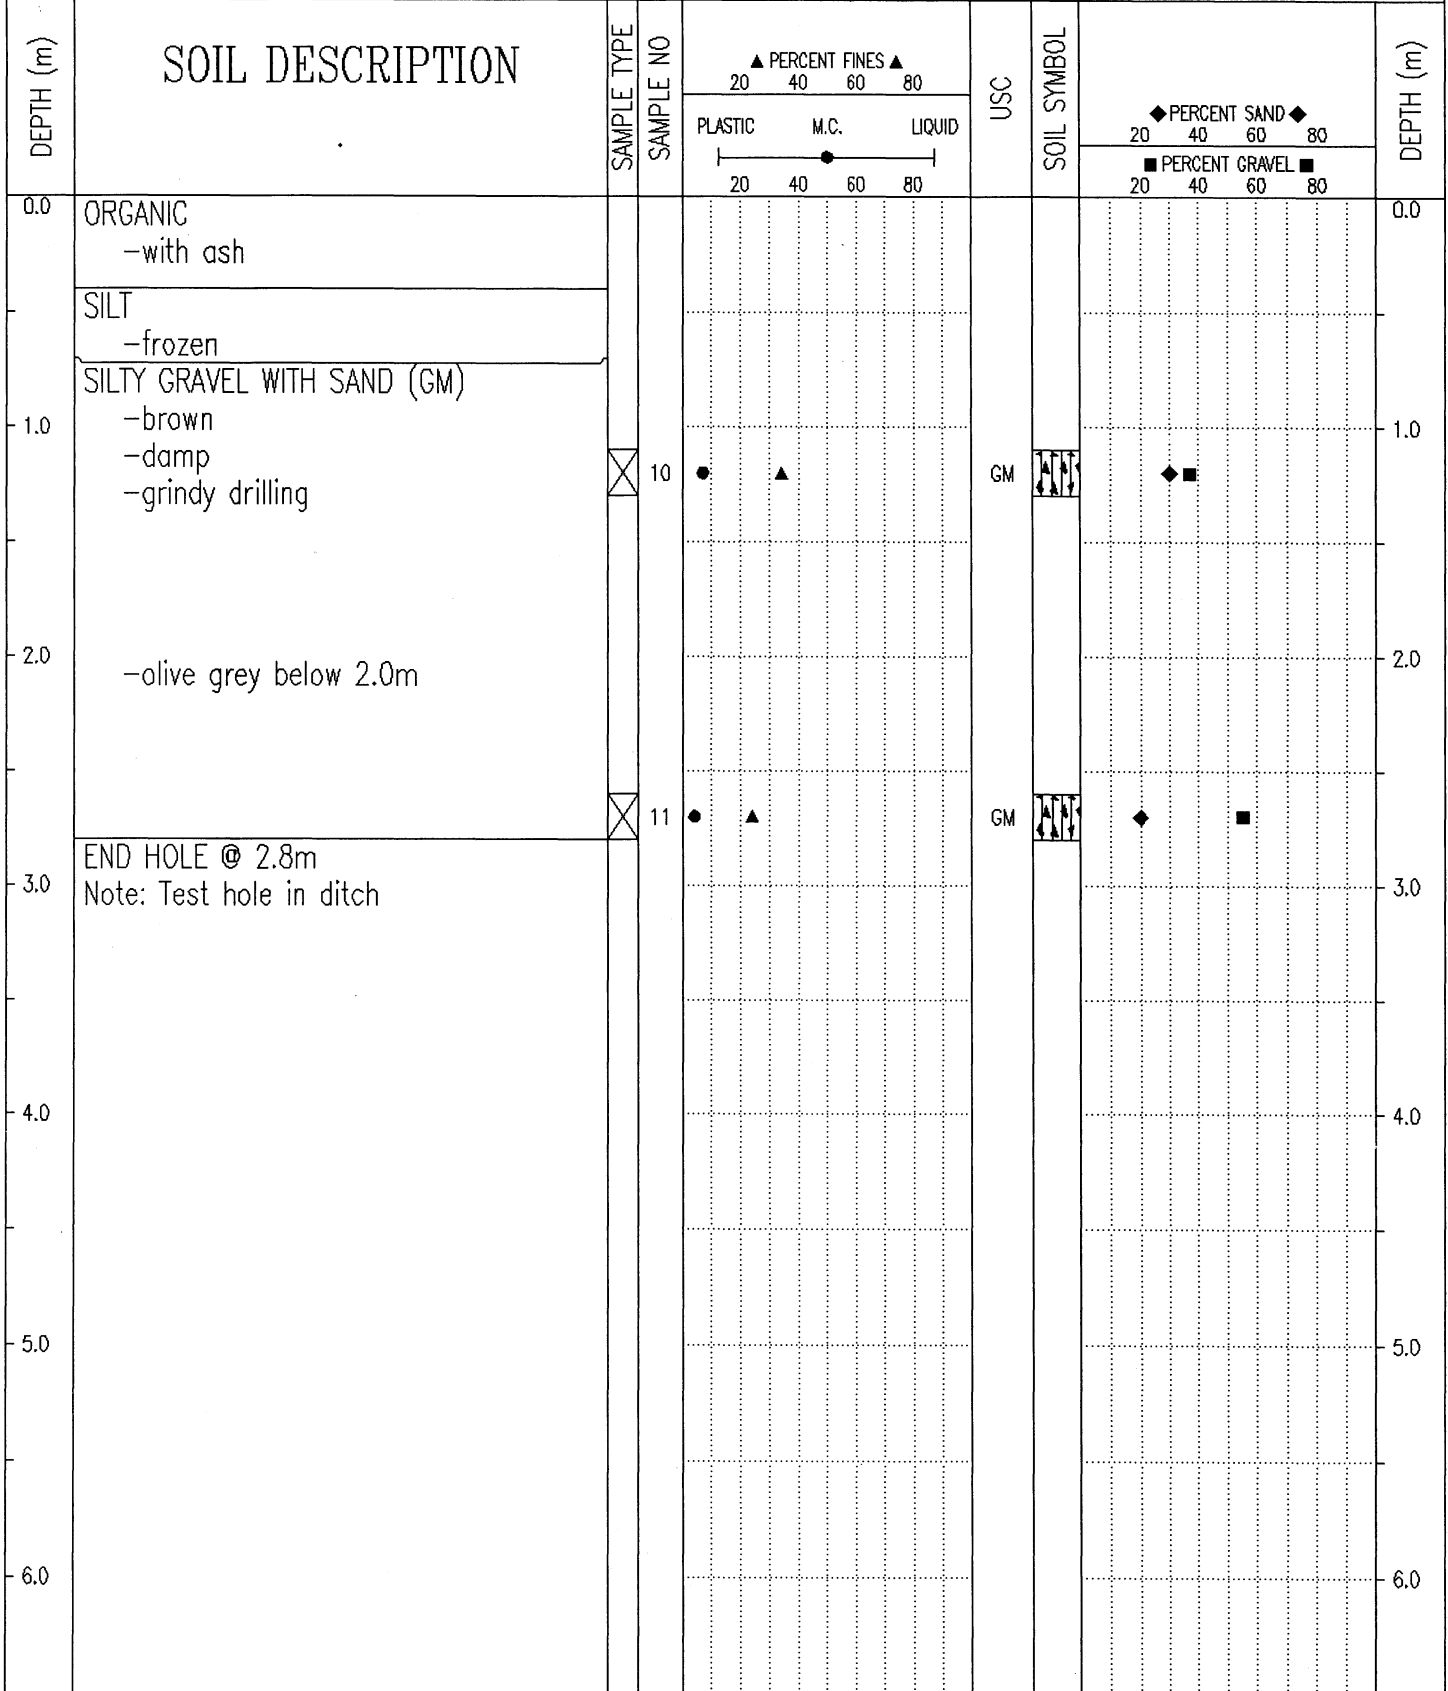 DEPTH (m)
SOIL DESCRIPTION
SAMPLE TYPE
SAMPLE NO
▲ PERCENT FINES ▲
20 40 60 80
PLASTIC M.C. LIQUID
20 40 60 80
USC
SOIL SYMBOL
◆PERCENT SAND◆
20 40 60 80
■ PERCENT GRAVEL ■
20 40 60 80
DEPTH (m)
0.0 0.0
ORGANIC
-with ash
SILT
-frozen
SILTY GRAVEL WITH SAND (GM)
1.0 -brown 1.0
-damp
10 GM
-grindy drilling
2.0 2.0
-olive grey below 2.0m
11 GM
END HOLE @ 2.8m
3.0 3.0
Note: Test hole in ditch
4.0 4.0
5.0 5.0
6.0 6.0